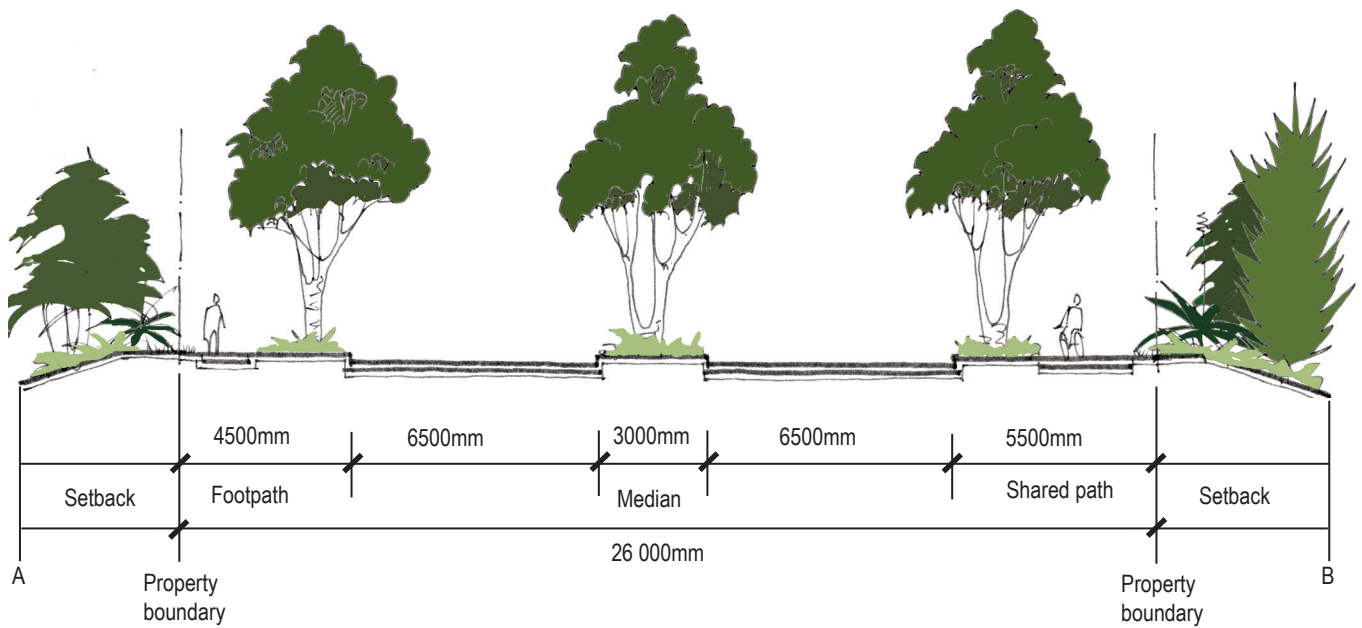 4500mm
6500mm
3000mm
6500mm
5500mm
Setback
Footpath
Median
Shared path
Setback
26 000mm
A
Property
boundary
Property
boundary
B